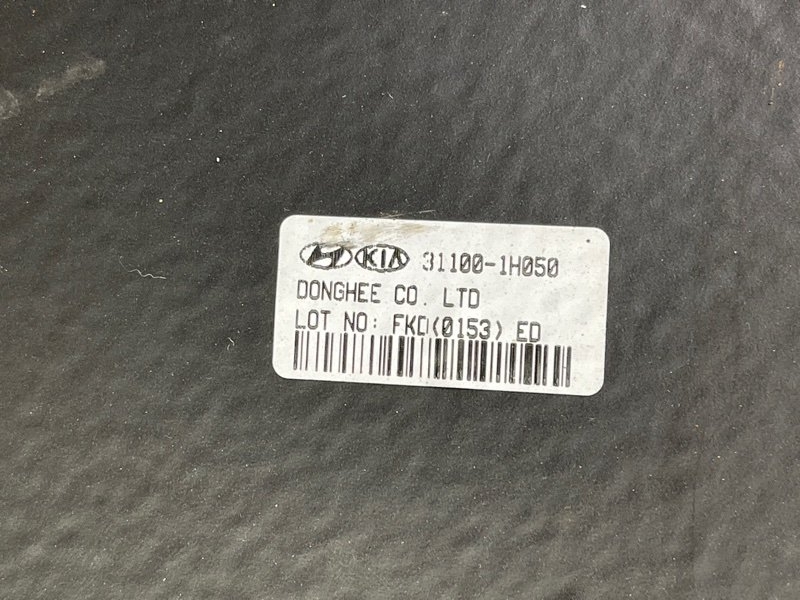 KIA 31100-1H050
DONGHEE CO. LTD
LOT NO: FKD(0153) ED